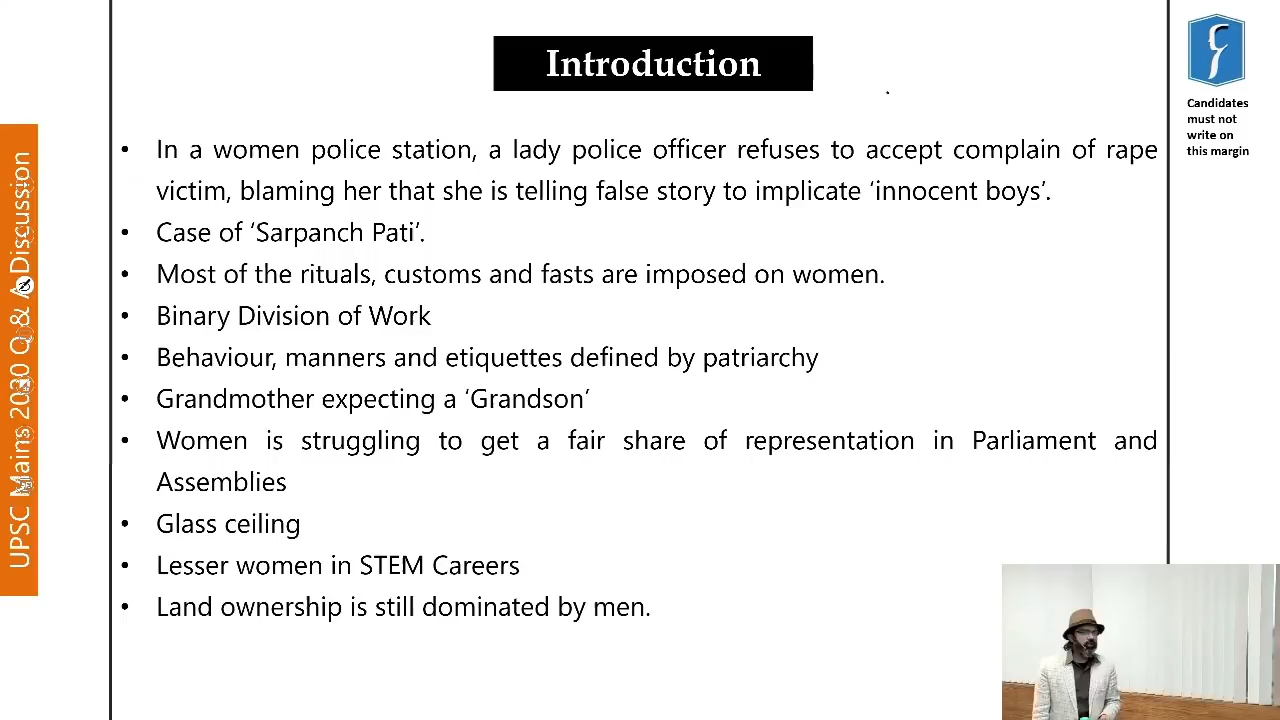 Introduction
Candidates
must not
write on
this margin
• In a women police station, a lady police officer refuses to accept complain of rape
victim, blaming her that she is telling false story to implicate ‘innocent boys’.
• Case of ‘Sarpanch Pati’.
• Most of the rituals, customs and fasts are imposed on women.
• Binary Division of Work
• Behaviour, manners and etiquettes defined by patriarchy
• Grandmother expecting a ‘Grandson’
• Women is struggling to get a fair share of representation in Parliament and
Assemblies
• Glass ceiling
• Lesser women in STEM Careers
• Land ownership is still dominated by men.
UPSC Mains 2020 Q & A Discussion